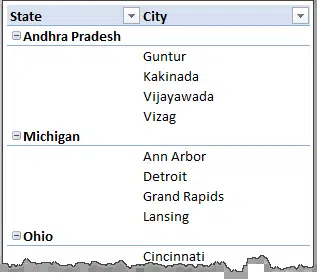 State City
Andhra Pradesh
Guntur
Kakinada
Vijayawada
Vizag
Michigan
Ann Arbor
Detroit
Grand Rapids
Lansing
Ohio
Cincinnati